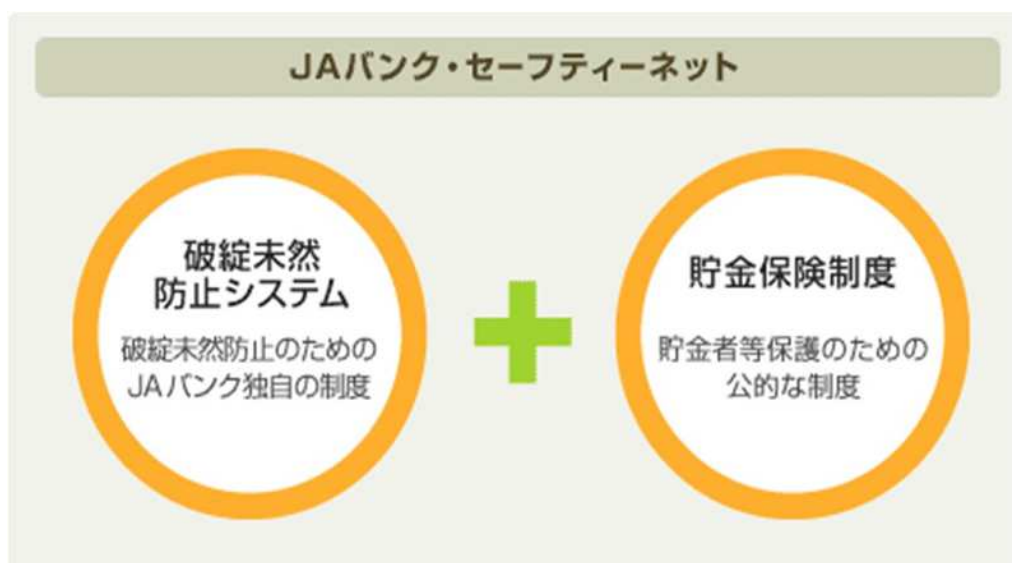 JAバンク・セーフティーネット
破綻未然
防止システム
破綻未然防止のための
JAバンク独自の制度
貯金保険制度
貯金者等保護のための
公的な制度